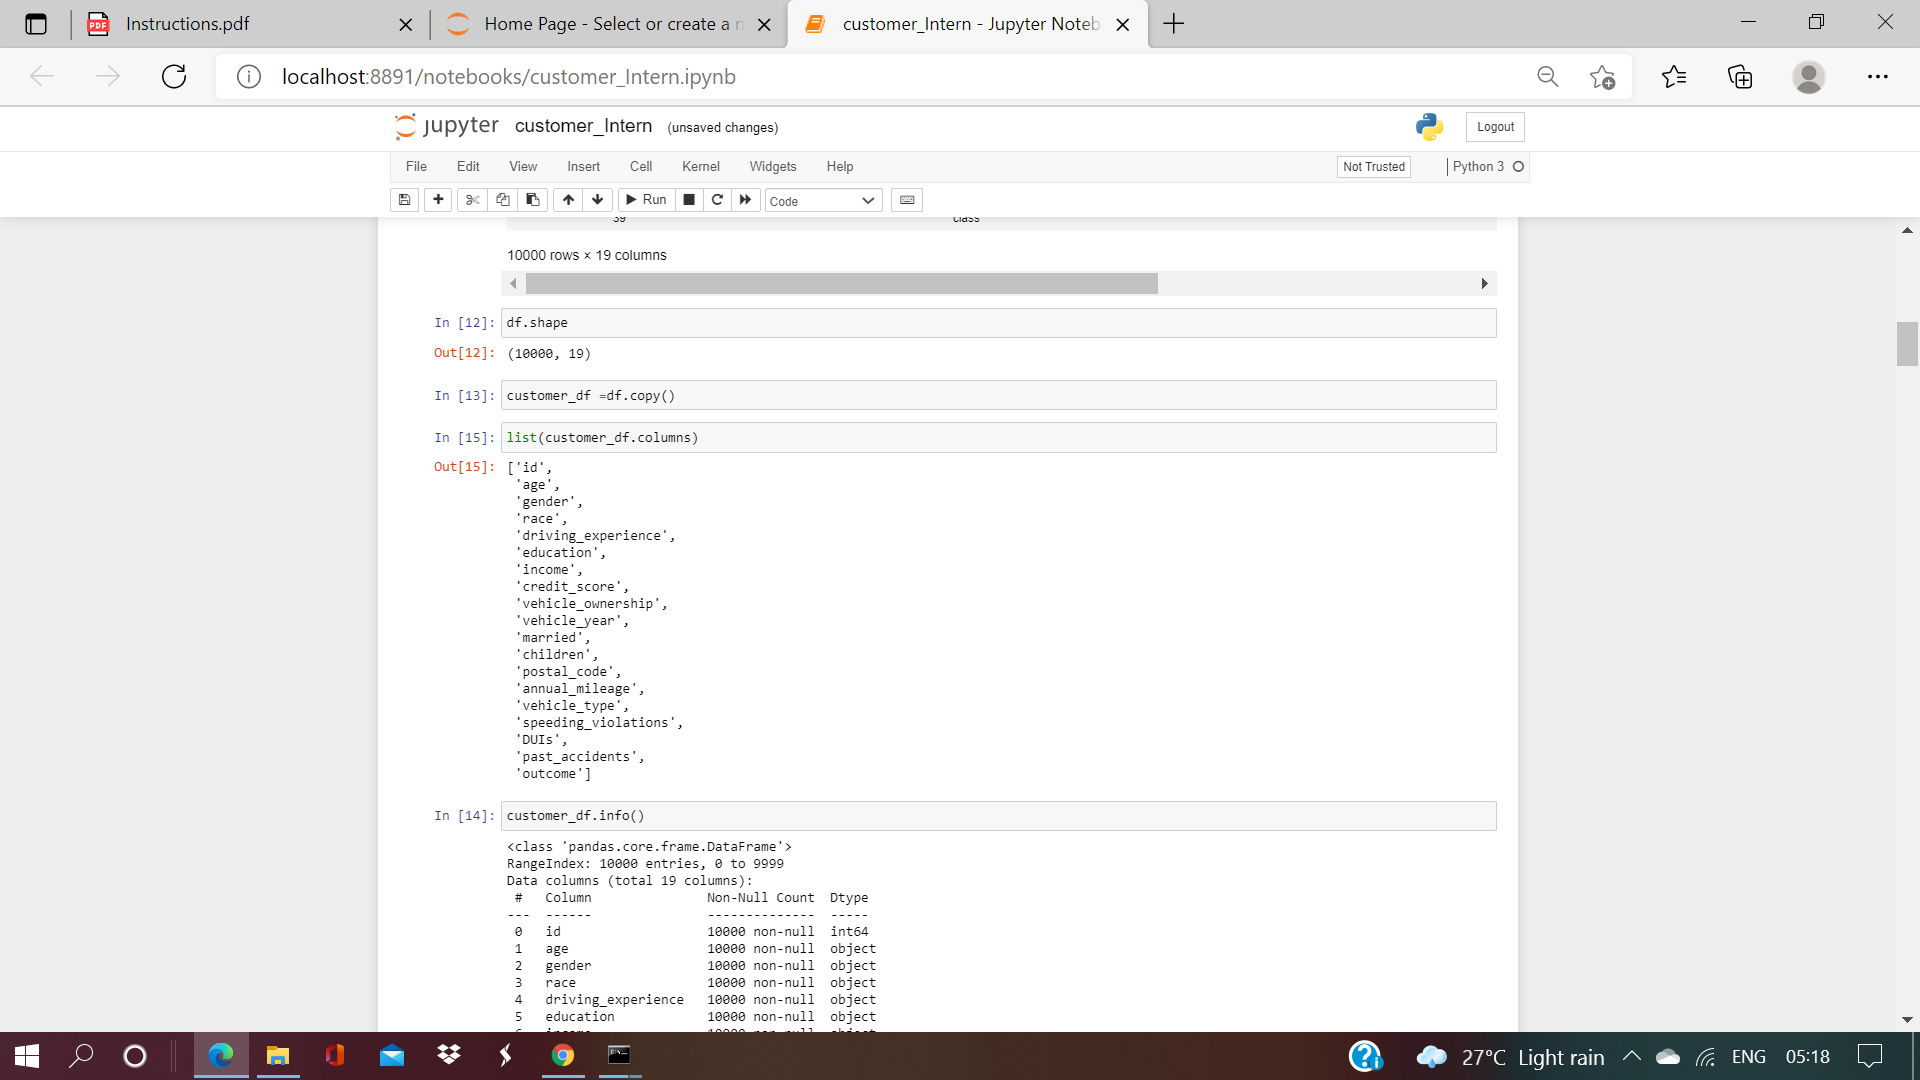 Instructions.pdf
Home Page - Select or create a n
customer_Intern - Jupyter Noteb
localhost:8891/notebooks/customer_Intern.ipynb
jupyter customer_Intern (unsaved changes)
Logout
File Edit View Insert Cell Kernel Widgets Help
Not Trusted
Python 3
Run
Code
39 class
10000 rows × 19 columns
In [12]: df.shape
Out[12]: (10000, 19)
In [13]: customer_df =df.copy()
In [15]: list(customer_df.columns)
Out[15]: ['id',
'age',
'gender',
'race',
'driving_experience',
'education',
'income',
'credit_score',
'vehicle_ownership',
'vehicle_year',
'married',
'children',
'postal_code',
'annual_mileage',
'vehicle_type',
'speeding_violations',
'DUIs',
'past_accidents',
'outcome']
In [14]: customer_df.info()
<class 'pandas.core.frame.DataFrame'>
RangeIndex: 10000 entries, 0 to 9999
Data columns (total 19 columns):
# Column Non-Null Count Dtype
--- ------ -------------- -----
0 id 10000 non-null int64
1 age 10000 non-null object
2 gender 10000 non-null object
3 race 10000 non-null object
4 driving_experience 10000 non-null object
5 education 10000 non-null object
27°C Light rain
ENG
05:18